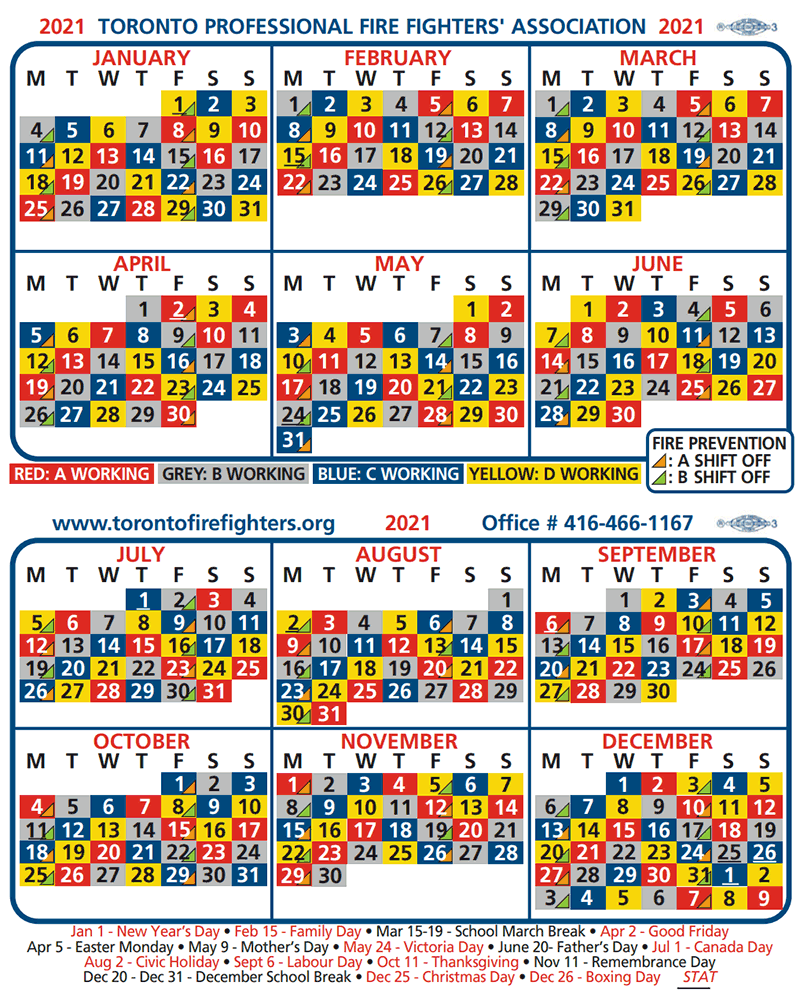 2021 TORONTO PROFESSIONAL FIRE FIGHTERS' ASSOCIATION 2021 3
JANUARY
M T W T F S S
1 2 3
4 5 6 7 8 9 10
11 12 13 14 15 16 17
18 19 20 21 22 23 24
25 26 27 28 29 30 31
FEBRUARY
M T W T F S S
1 2 3 4 5 6 7
8 9 10 11 12 13 14
15 16 17 18 19 20 21
22 23 24 25 26 27 28
MARCH
M T W T F S S
1 2 3 4 5 6 7
8 9 10 11 12 13 14
15 16 17 18 19 20 21
22 23 24 25 26 27 28
29 30 31
APRIL
M T W T F S S
1 2 3 4
5 6 7 8 9 10 11
12 13 14 15 16 17 18
19 20 21 22 23 24 25
26 27 28 29 30
MAY
M T W T F S S
1 2
3 4 5 6 7 8 9
10 11 12 13 14 15 16
17 18 19 20 21 22 23
24 25 26 27 28 29 30
31
JUNE
M T W T F S S
1 2 3 4 5 6
7 8 9 10 11 12 13
14 15 16 17 18 19 20
21 22 23 24 25 26 27
28 29 30
RED: A WORKING GREY: B WORKING BLUE: C WORKING YELLOW: D WORKING
FIRE PREVENTION
: A SHIFT OFF
: B SHIFT OFF
www.torontofirefighters.org 2021 Office # 416-466-1167 3
JULY
M T W T F S S
1 2 3 4
5 6 7 8 9 10 11
12 13 14 15 16 17 18
19 20 21 22 23 24 25
26 27 28 29 30 31
AUGUST
M T W T F S S
1
2 3 4 5 6 7 8
9 10 11 12 13 14 15
16 17 18 19 20 21 22
23 24 25 26 27 28 29
30 31
SEPTEMBER
M T W T F S S
1 2 3 4 5
6 7 8 9 10 11 12
13 14 15 16 17 18 19
20 21 22 23 24 25 26
27 28 29 30
OCTOBER
M T W T F S S
1 2 3
4 5 6 7 8 9 10
11 12 13 14 15 16 17
18 19 20 21 22 23 24
25 26 27 28 29 30 31
NOVEMBER
M T W T F S S
1 2 3 4 5 6 7
8 9 10 11 12 13 14
15 16 17 18 19 20 21
22 23 24 25 26 27 28
29 30
DECEMBER
M T W T F S S
1 2 3 4 5
6 7 8 9 10 11 12
13 14 15 16 17 18 19
20 21 22 23 24 25 26
27 28 29 30 31 1 2
3 4 5 6 7 8 9
Jan 1 - New Year's Day • Feb 15 - Family Day • Mar 15-19 - School March Break • Apr 2 - Good Friday
Apr 5 - Easter Monday • May 9 - Mother's Day • May 24 - Victoria Day • June 20- Father's Day • Jul 1 - Canada Day
Aug 2 - Civic Holiday • Sept 6 - Labour Day • Oct 11 - Thanksgiving • Nov 11 - Remembrance Day
Dec 20 - Dec 31 - December School Break • Dec 25 - Christmas Day • Dec 26 - Boxing Day STAT